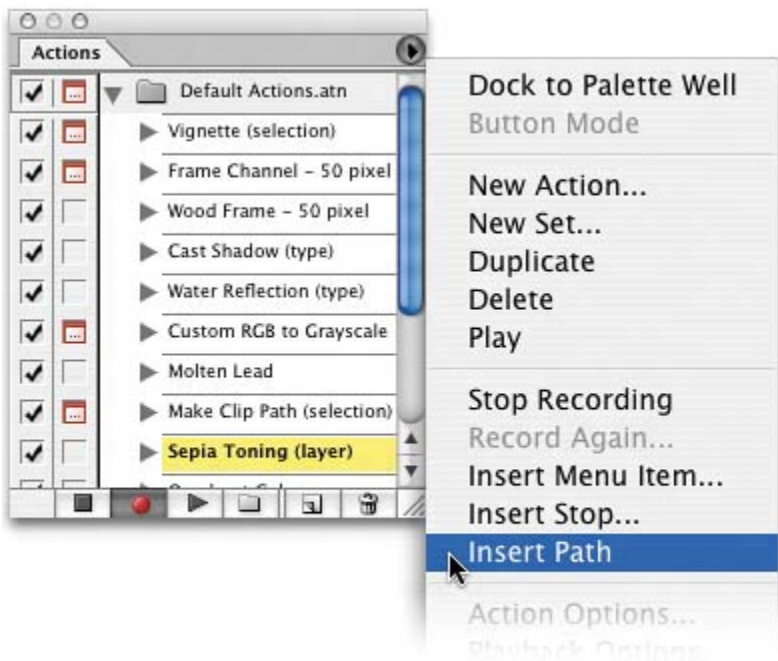 Actions
Default Actions.atn
Vignette (selection)
Frame Channel – 50 pixel
Wood Frame – 50 pixel
Cast Shadow (type)
Water Reflection (type)
Custom RGB to Grayscale
Molten Lead
Make Clip Path (selection)
Sepia Toning (layer)
Dock to Palette Well
Button Mode
New Action...
New Set...
Duplicate
Delete
Play
Stop Recording
Record Again...
Insert Menu Item...
Insert Stop...
Insert Path
Action Options...
Playback Options...